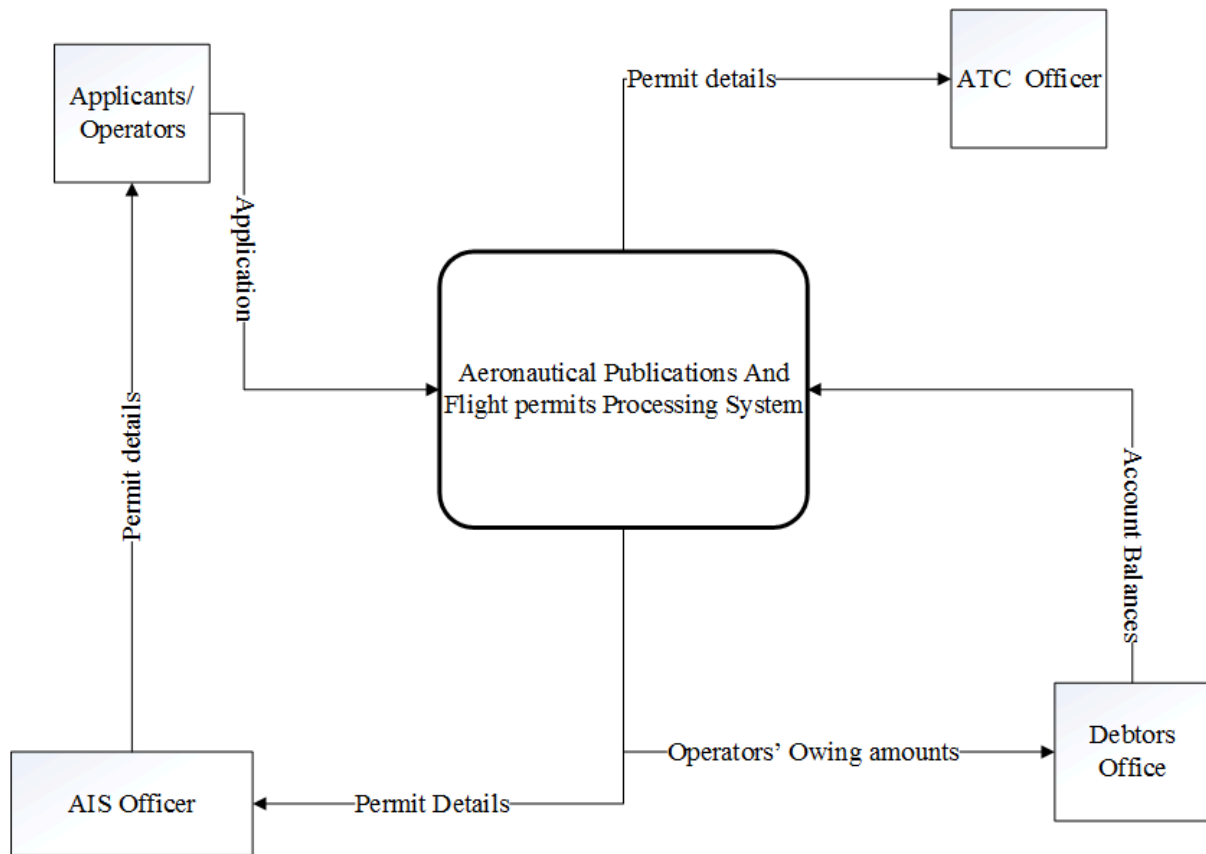 Applicants/
Operators
Permit details
ATC  Officer
Application
Aeronautical Publications And
Flight permits Processing System
Permit details
Account Balances
Operators’ Owing amounts
Debtors
Office
AIS Officer
Permit Details